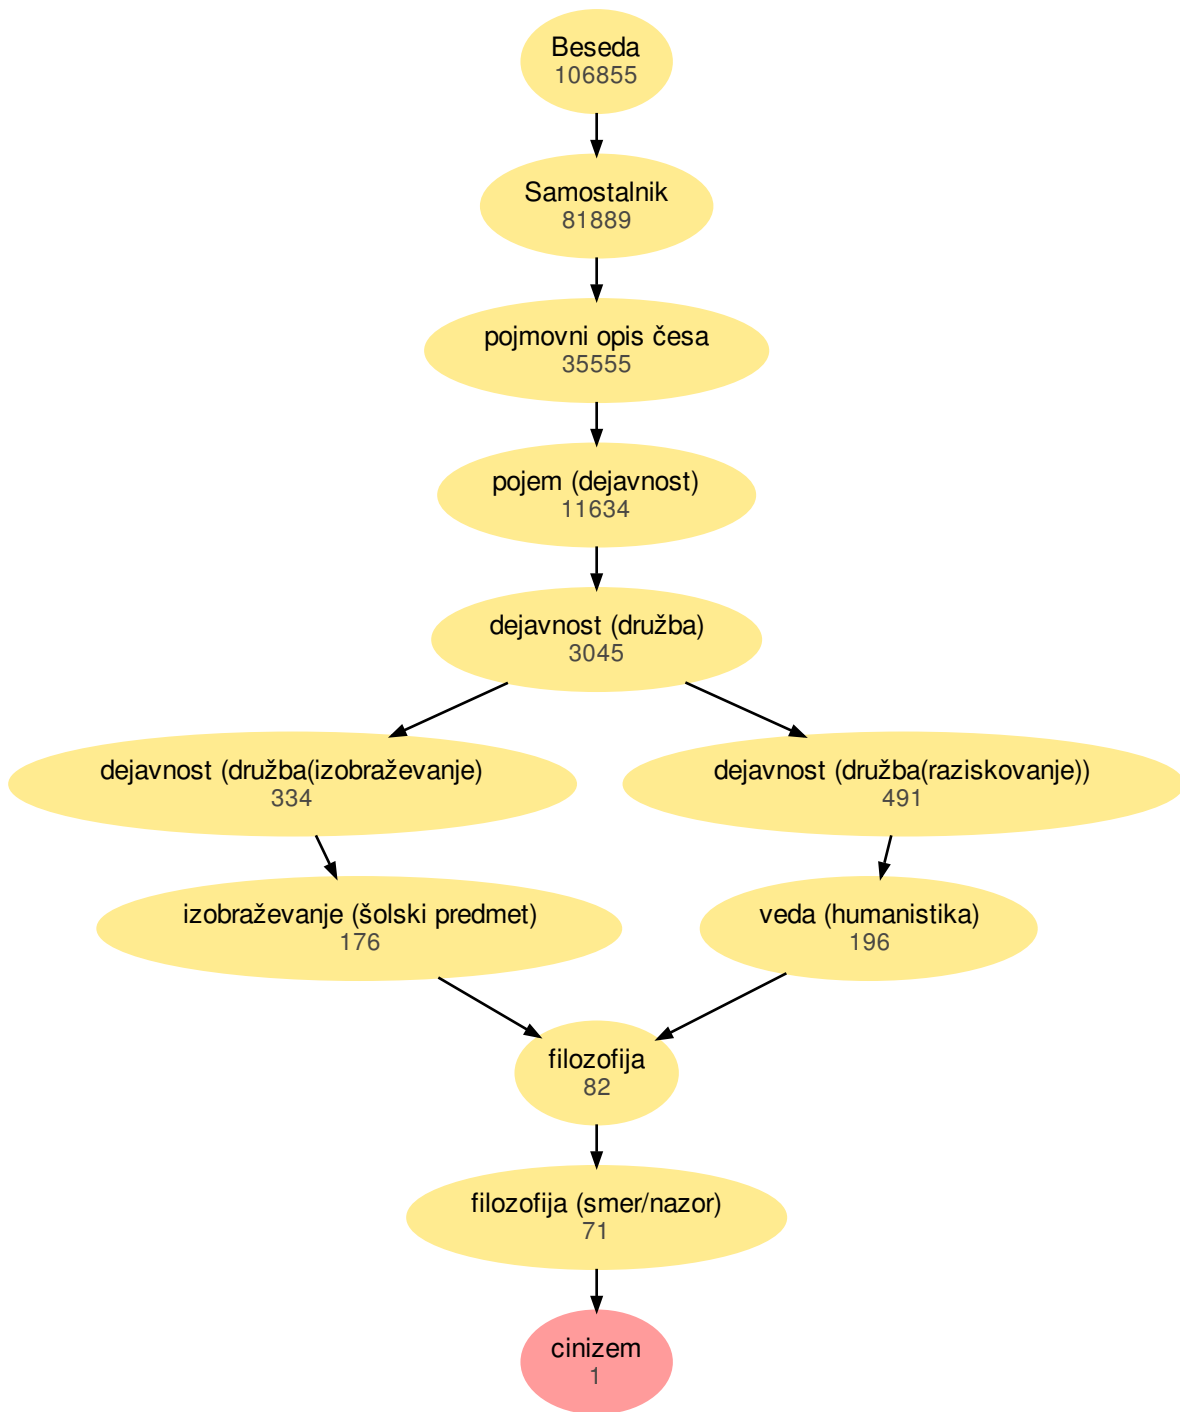 Beseda
106855
Samostalnik
81889
pojmovni opis česa
35555
pojem (dejavnost)
11634
dejavnost (družba)
3045
dejavnost (družba(izobraževanje)
334
dejavnost (družba(raziskovanje))
491
izobraževanje (šolski predmet)
176
veda (humanistika)
196
filozofija
82
filozofija (smer/nazor)
71
cinizem
1